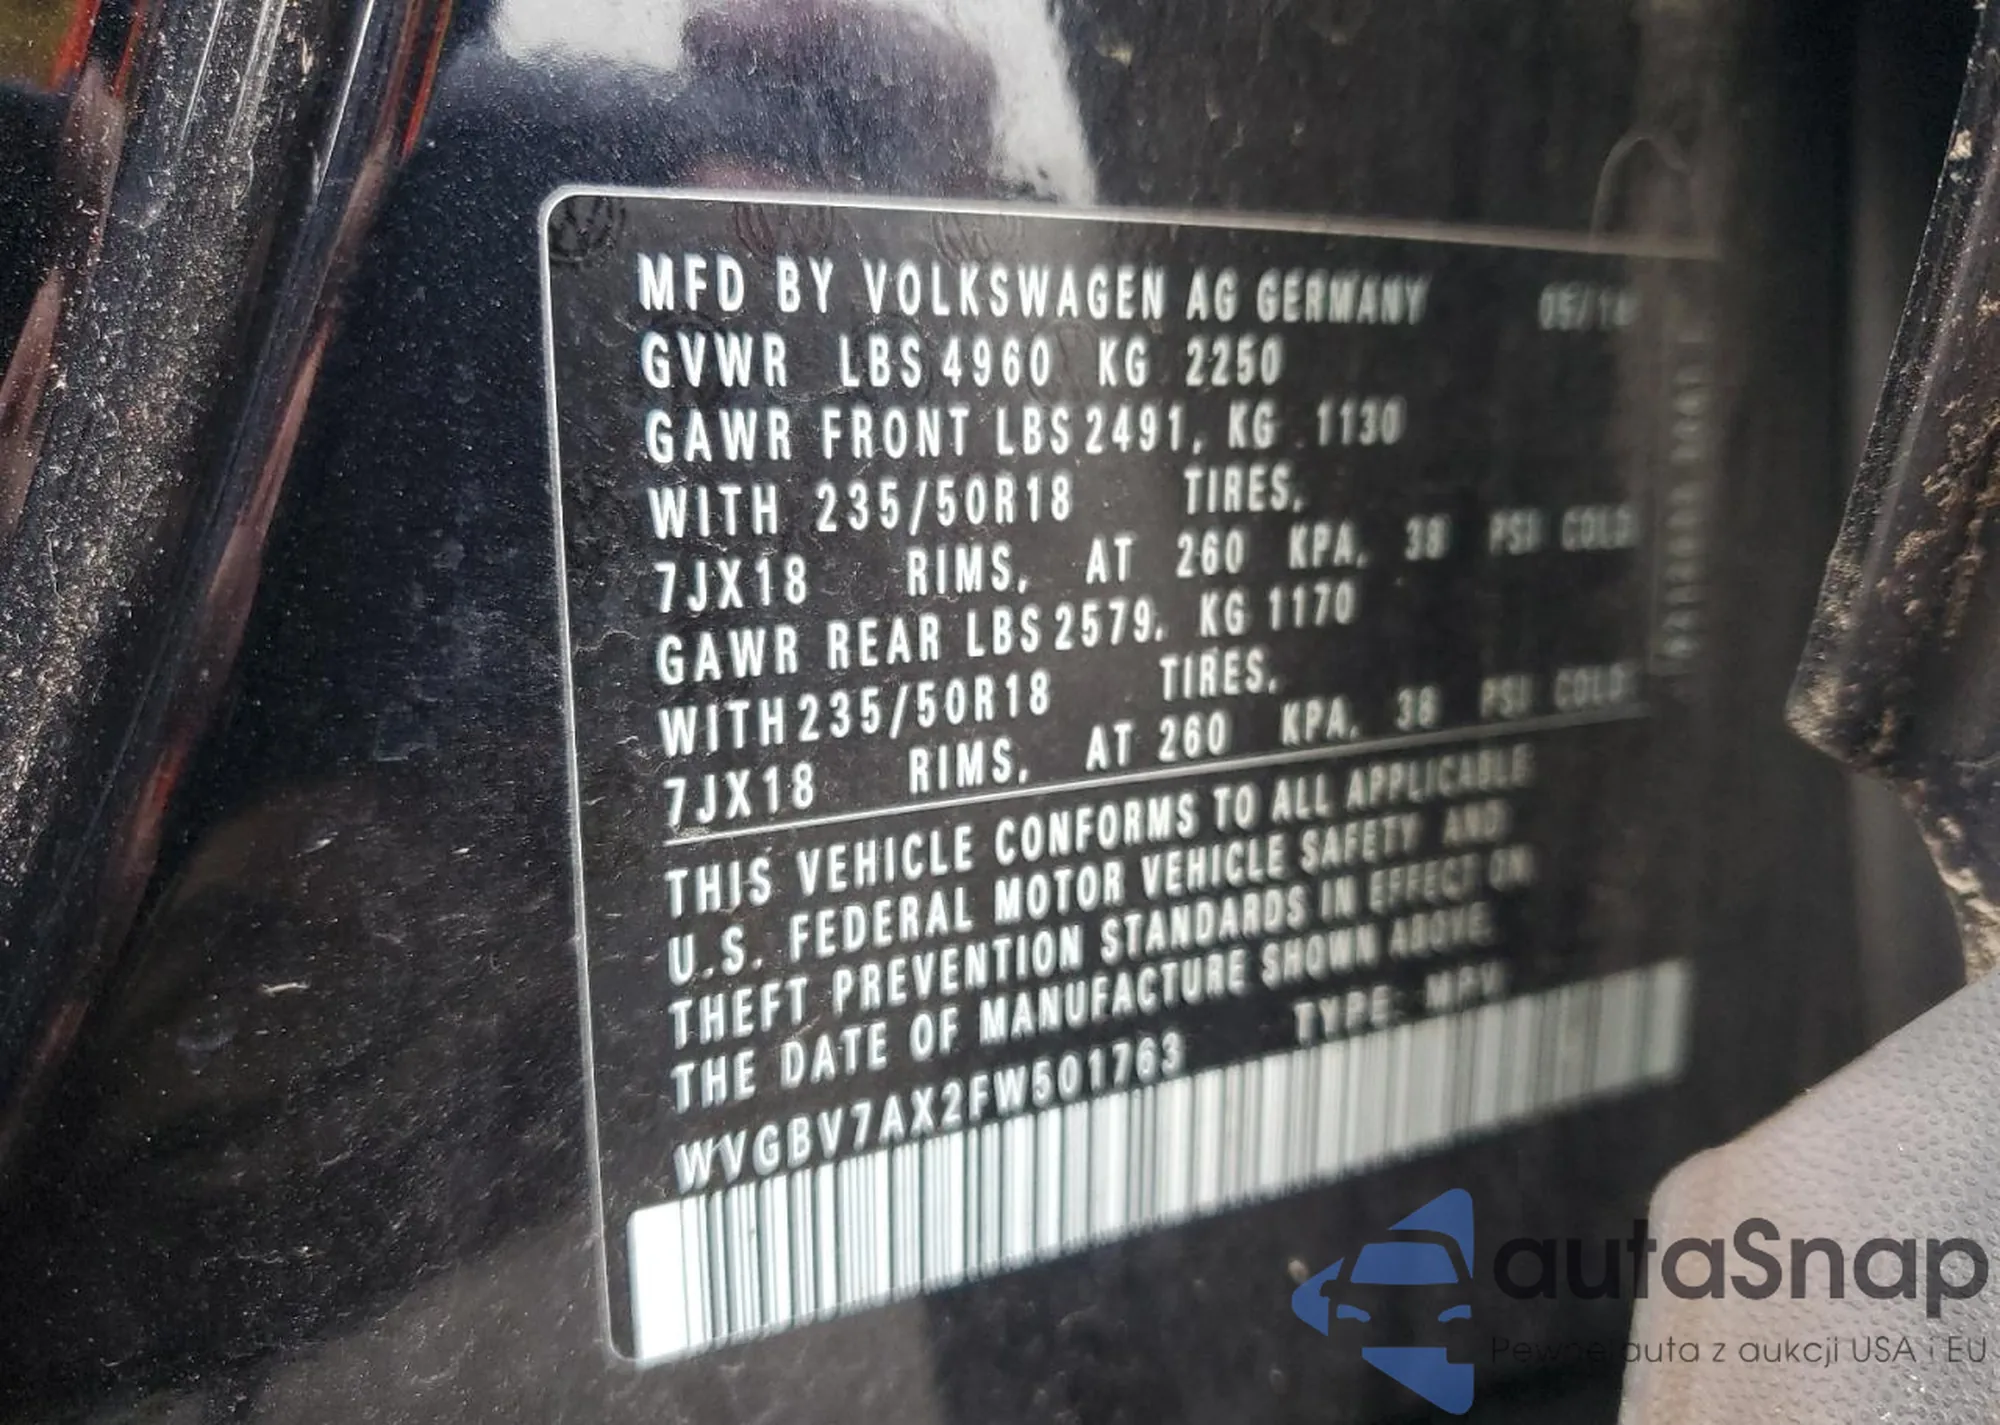 MFD BY VOLKSWAGEN AG GERMANY 05/14
GVWR LBS 4960 KG 2250
GAWR FRONT LBS 2491, KG 1130
WITH 235/50R18 TIRES,
7JX18 RIMS, AT 260 KPA, 38 PSI COLD
GAWR REAR LBS 2579, KG 1170
WITH 235/50R18 TIRES,
7JX18 RIMS, AT 260 KPA, 38 PSI COLD
THIS VEHICLE CONFORMS TO ALL APPLICABLE
U.S. FEDERAL MOTOR VEHICLE SAFETY AND
THEFT PREVENTION STANDARDS IN EFFECT ON
THE DATE OF MANUFACTURE SHOWN ABOVE.
WVGBV7AX2FW501763 TYPE: MPV
autaSnap
Pewne auta z aukcji USA i EU